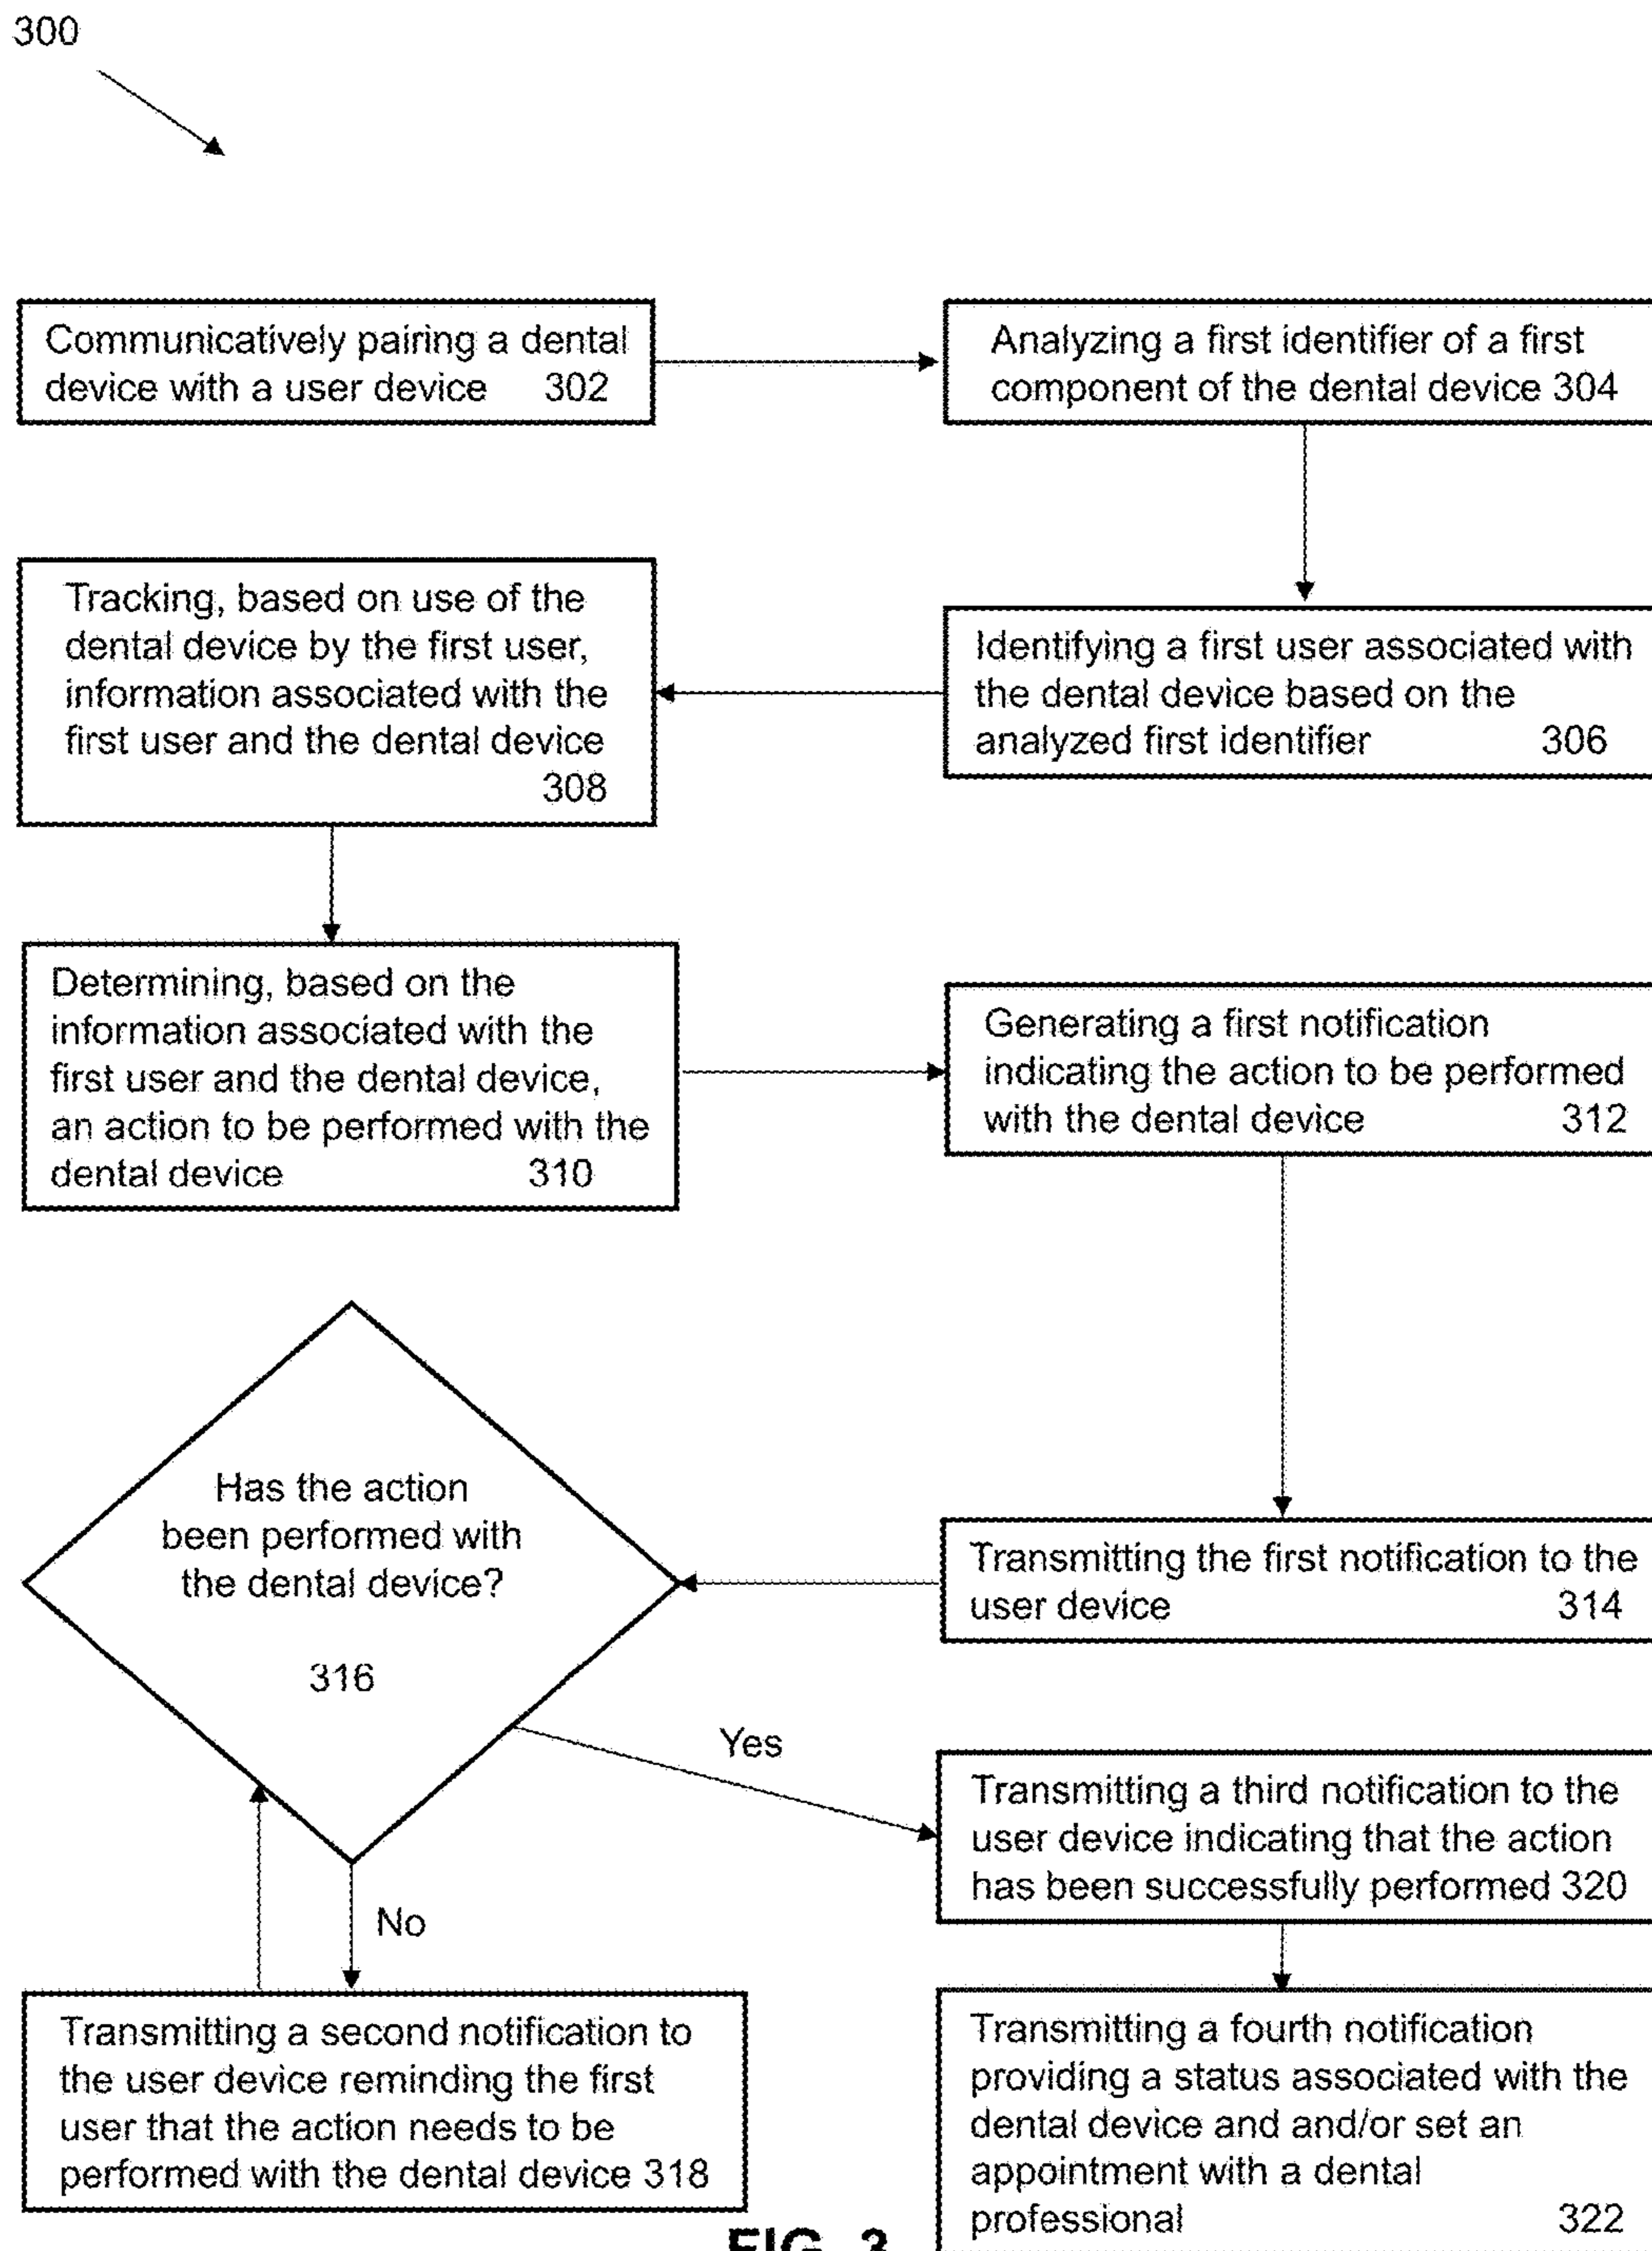 300
Communicatively pairing a dental
device with a user device 302
Analyzing a first identifier of a first
component of the dental device 304
Identifying a first user associated with
the dental device based on the
analyzed first identifier 306
Tracking, based on use of the
dental device by the first user,
information associated with the
first user and the dental device
308
Determining, based on the
information associated with the
first user and the dental device,
an action to be performed with the
dental device 310
Generating a first notification
indicating the action to be performed
with the dental device 312
Transmitting the first notification to the
user device 314
Has the action
been performed with
the dental device?
316
Yes
No
Transmitting a second notification to
the user device reminding the first
user that the action needs to be
performed with the dental device 318
Transmitting a third notification to the
user device indicating that the action
has been successfully performed 320
Transmitting a fourth notification
providing a status associated with the
dental device and and/or set an
appointment with a dental
professional 322
FIG. 3